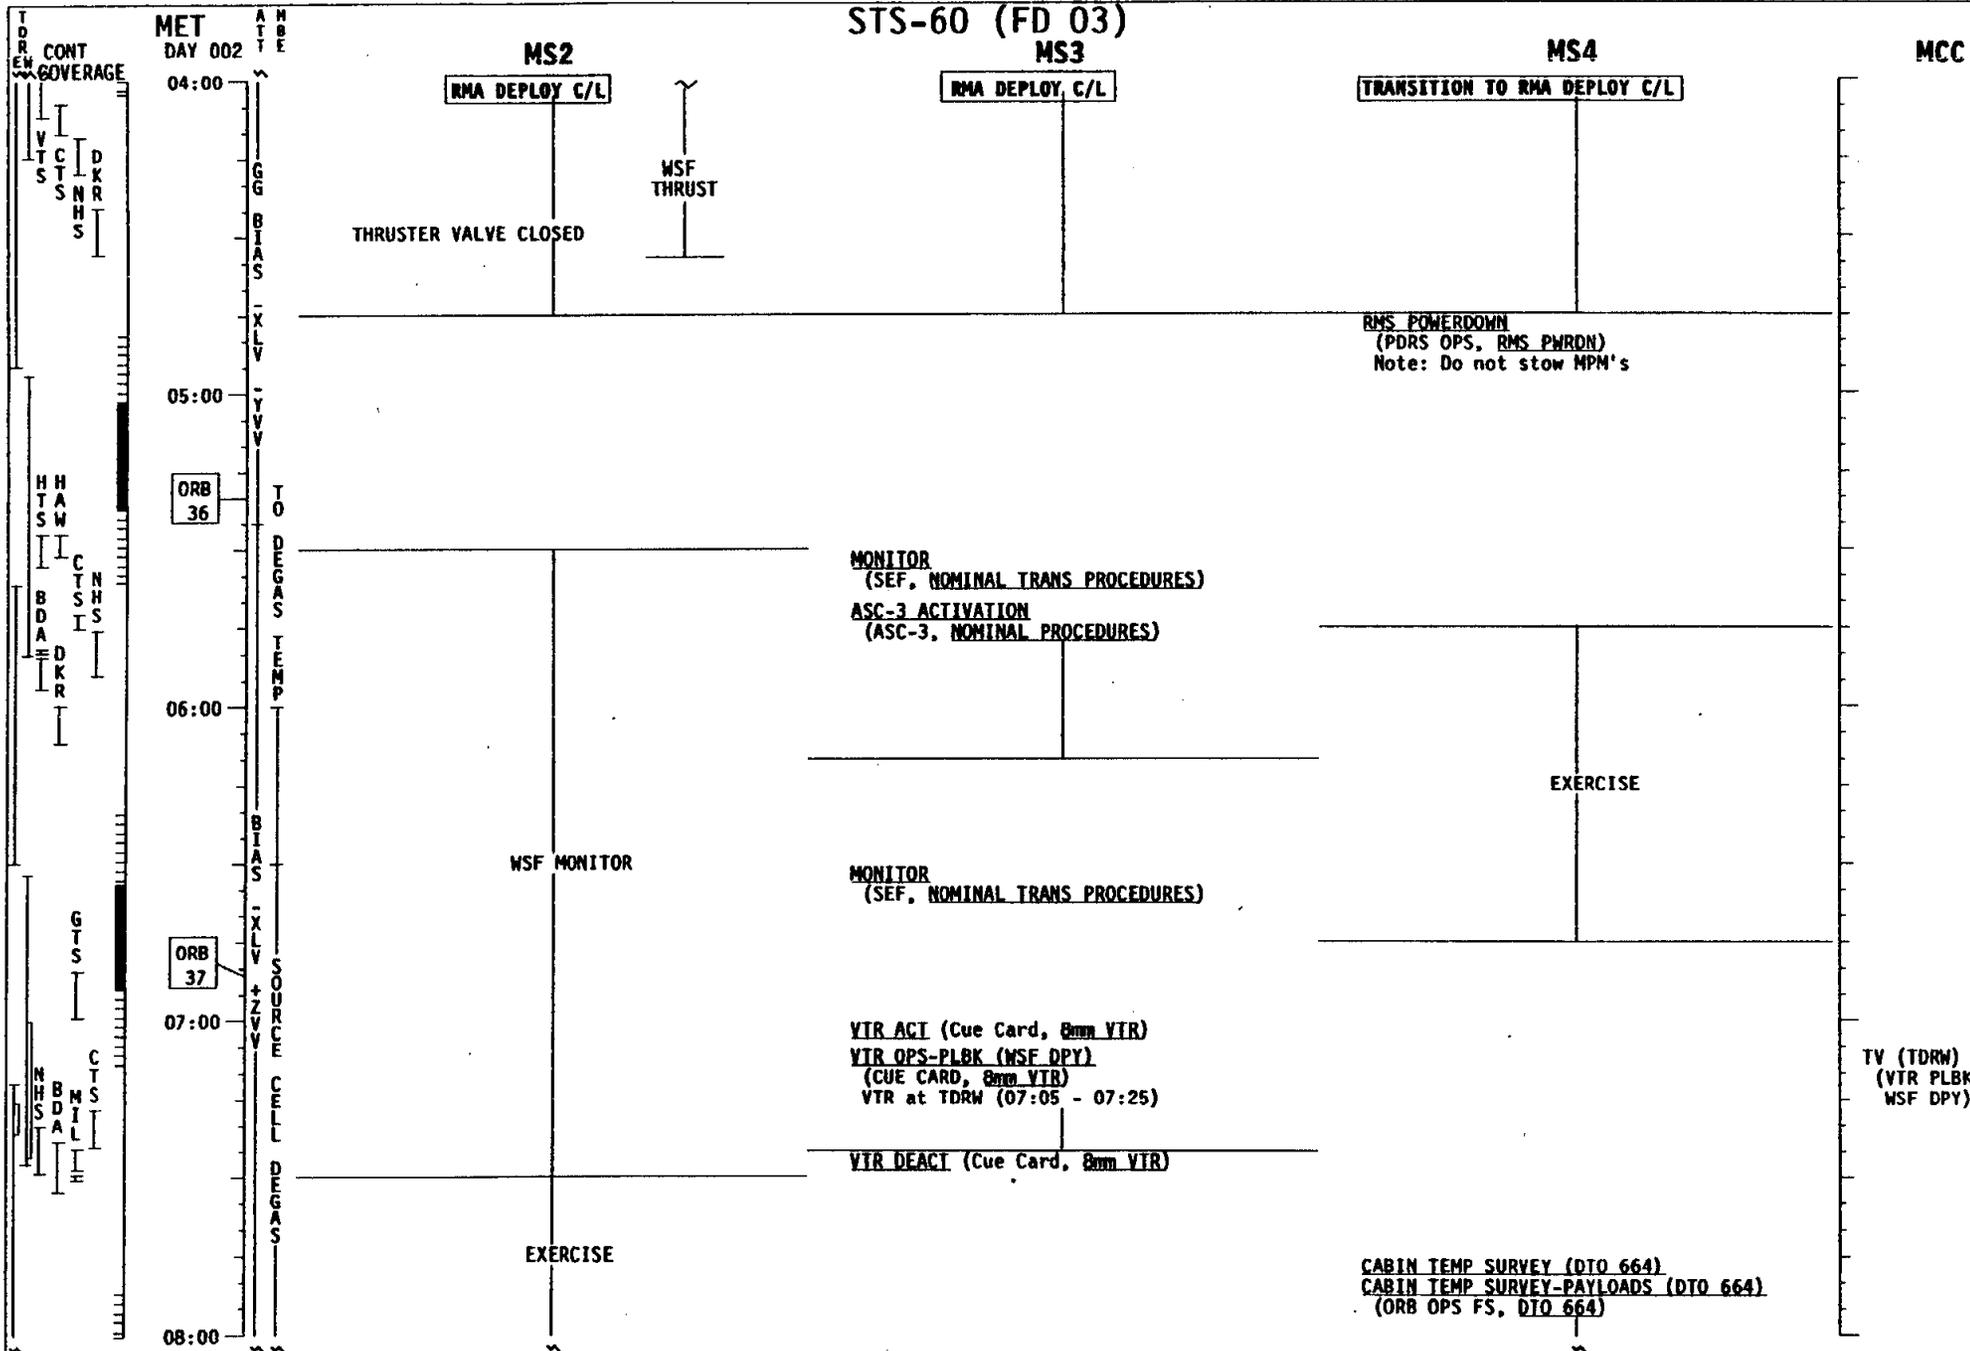 STS-60 (FD 03)
TDRE W
CONT COVERAGE
MET
DAY 002
ATT
MBE
MS2
MS3
MS4
MCC
04:00
RMA DEPLOY C/L
RMA DEPLOY C/L
TRANSITION TO RMA DEPLOY C/L
VTS
CTS
NHS
DKR
GG BIAS -XLV -YVV
WSF
THRUST
THRUSTER VALVE CLOSED
RMS POWERDOWN
(PDRS OPS, RMS PWRDN)
Note: Do not stow MPM's
05:00
HTS
HAW
CTS
NHS
BDA
DKR
ORB
36
TO DEGAS TEMP
MONITOR
(SEF, NOMINAL TRANS PROCEDURES)
ASC-3 ACTIVATION
(ASC-3, NOMINAL PROCEDURES)
06:00
EXERCISE
BIAS -XLV +ZVV
WSF MONITOR
MONITOR
(SEF, NOMINAL TRANS PROCEDURES)
GTS
ORB
37
SOURCE CELL DEGAS
07:00
VTR ACT (Cue Card, 8mm VTR)
VTR OPS-PLBK (WSF DPY)
(CUE CARD, 8mm VTR)
VTR at TDRW (07:05 - 07:25)
TV (TDRW)
(VTR PLBK
WSF DPY)
NHS
BDA
MIL
CTS
VTR DEACT (Cue Card, 8mm VTR)
EXERCISE
CABIN TEMP SURVEY (DTO 664)
CABIN TEMP SURVEY-PAYLOADS (DTO 664)
(ORB OPS FS, DTO 664)
08:00